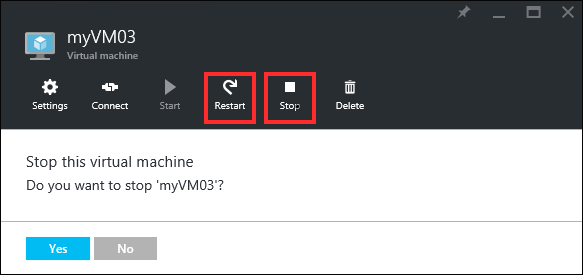 myVM03
Virtual machine
Settings Connect Start Restart Stop Delete
Stop this virtual machine
Do you want to stop 'myVM03'?
Yes No